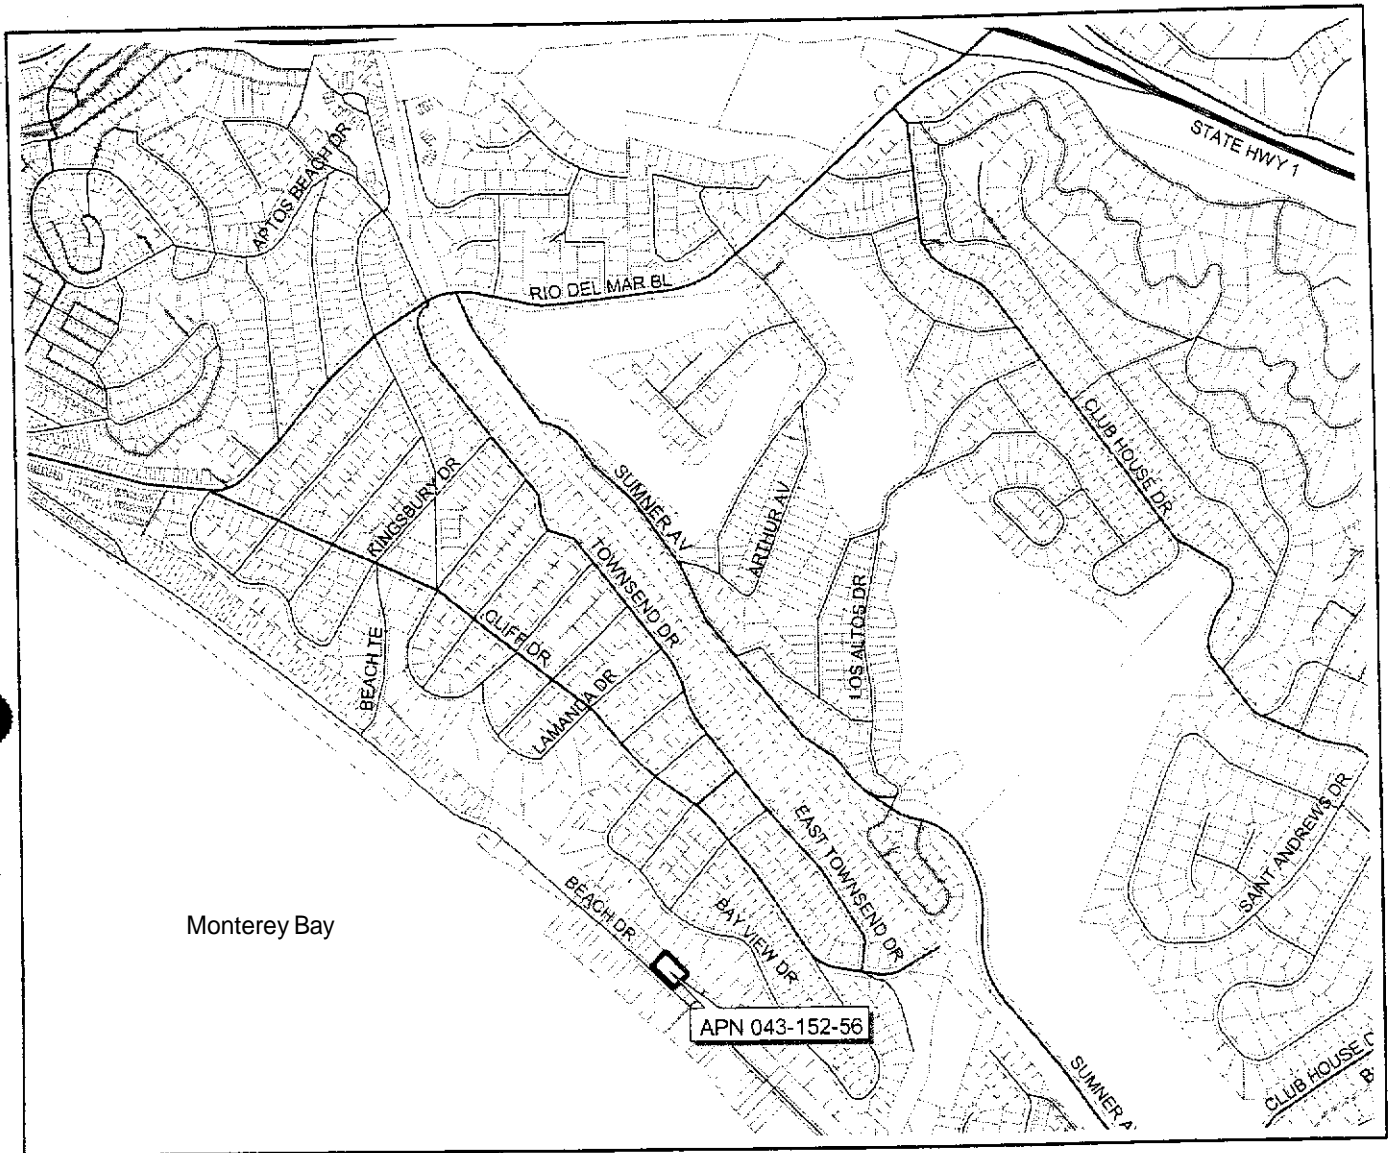 STATE HWY 1
APTOS BEACH DR
RIO DEL MAR BL
CLUB HOUSE DR
KINGSBURY DR
SUMNER AV
ARTHUR AV
TOWNSEND DR
LOS ALTOS DR
CLIFF DR
BEACH TE
LAMANDA DR
EAST TOWNSEND DR
SAINT ANDREWS DR
BEACH DR
BAY VIEW DR
Monterey Bay
APN 043-152-56
SUMNER A
CLUB HOUSE D
B